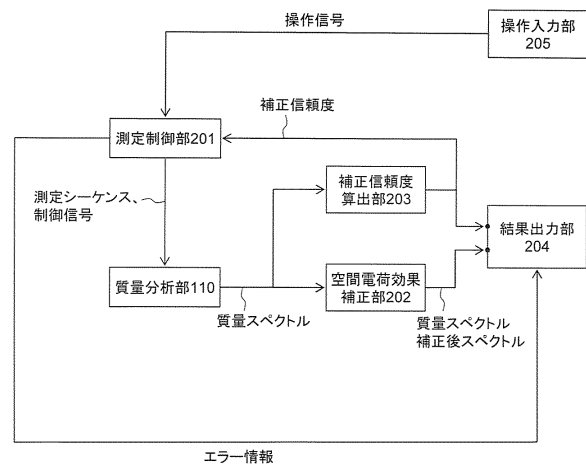 操作信号
操作入力部
205
補正信頼度
測定制御部201
測定シーケンス、
制御信号
補正信頼度
算出部203
結果出力部
204
質量分析部110
空間電荷効果
補正部202
質量スペクトル
質量スペクトル
補正後スペクトル
エラー情報